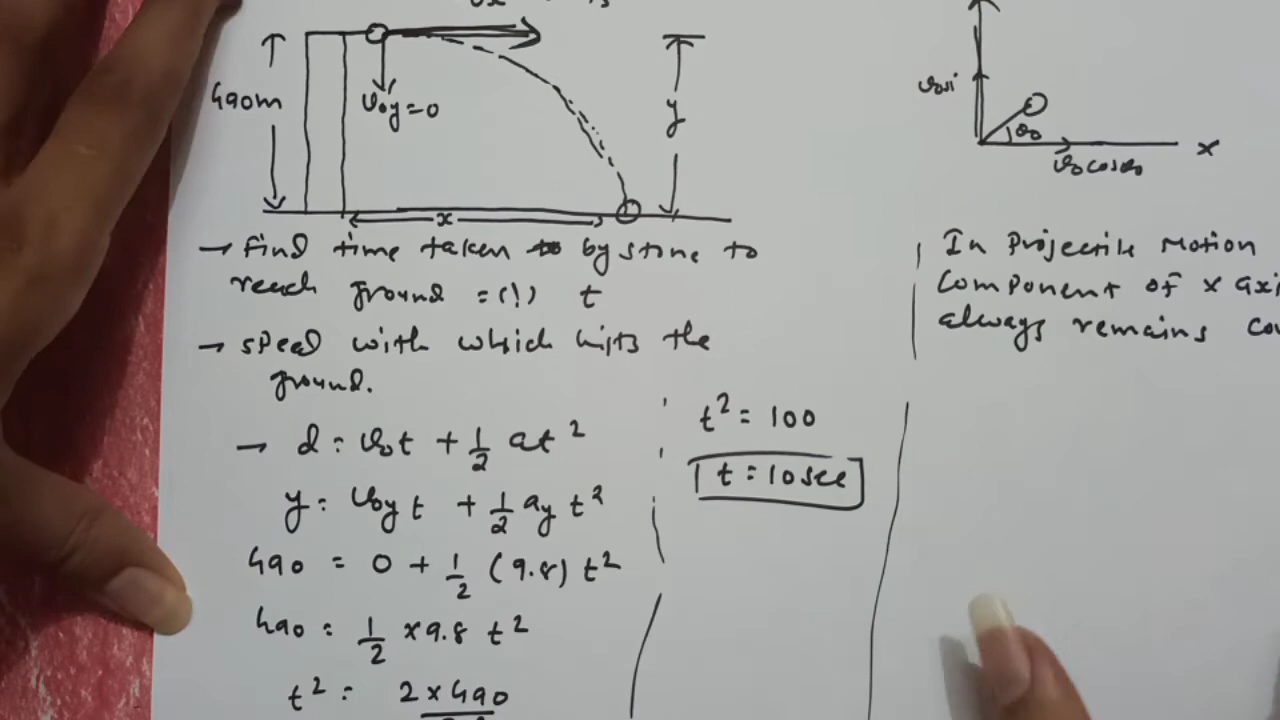 490m
v₀y=0
y
x
→ Find time taken by stone to
reach ground =(!) t
→ speed with which hits the
ground.
→ d = v₀t + 1/2 at²
y = v₀y t + 1/2 ay t²
490 = 0 + 1/2 (9.8) t²
490 = 1/2 × 9.8 t²
t² = 2×490
t² = 100
t = 10sec
θ₀
x
v₀cosθ₀
In Projectile Motion
Component of x axi
always remains co